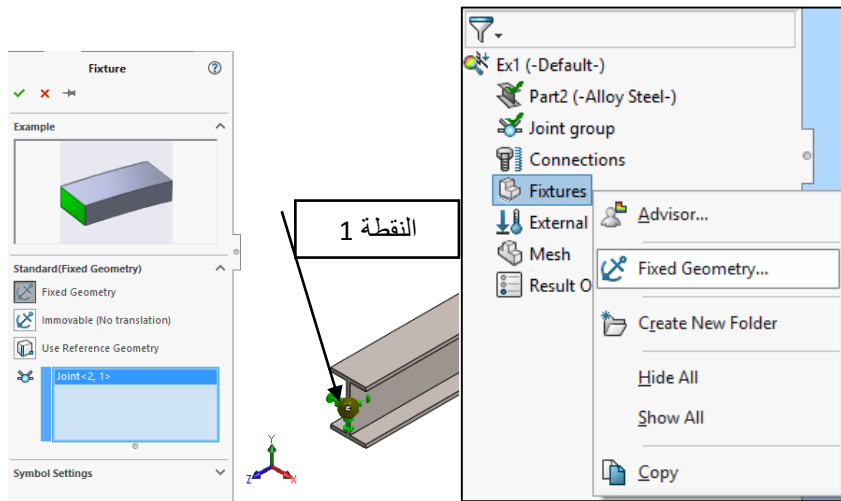 Fixture
Example
Standard(Fixed Geometry)
Fixed Geometry
Immovable (No translation)
Use Reference Geometry
Joint<2, 1>
Symbol Settings
النقطة 1
Y
Z
X
Ex1 (-Default-)
Part2 (-Alloy Steel-)
Joint group
Connections
Fixtures
External
Mesh
Result O
Advisor...
Fixed Geometry...
Create New Folder
Hide All
Show All
Copy